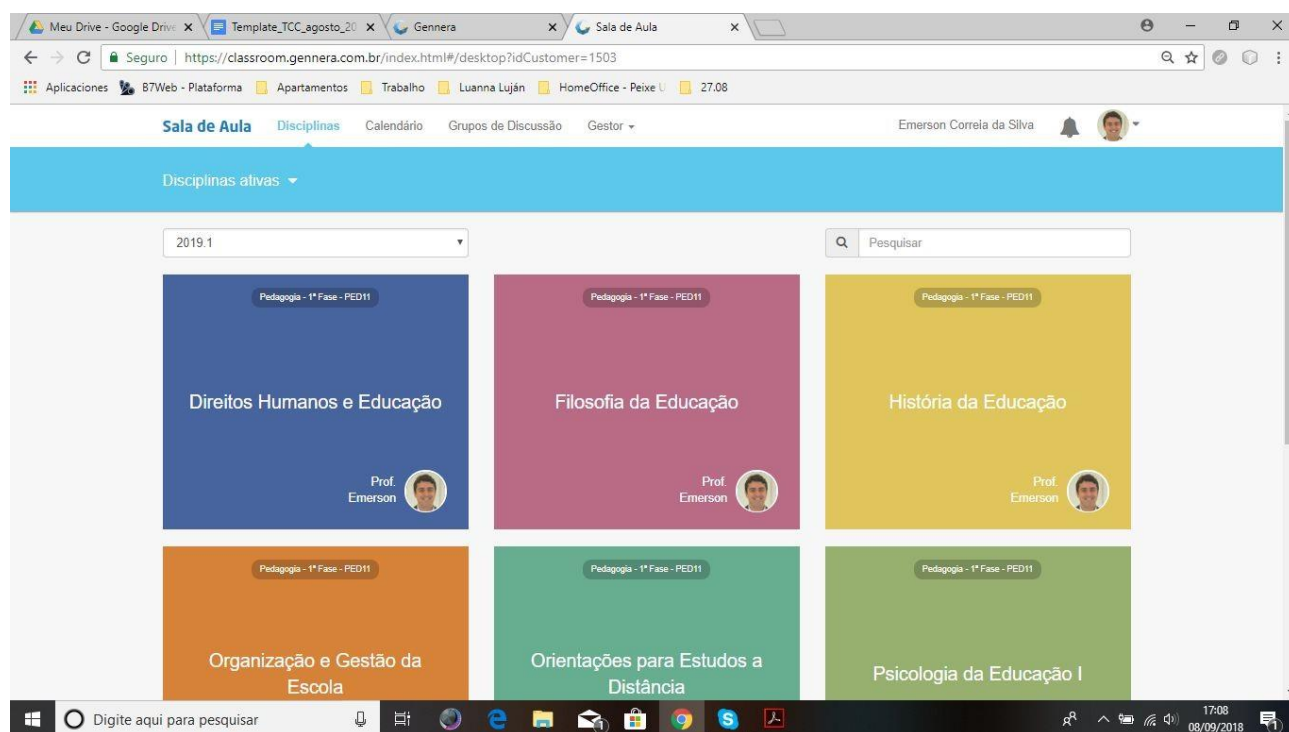 Meu Drive - Google Drive
Template_TCC_agosto_20
Gennera
Sala de Aula
Seguro
https://classroom.gennera.com.br/index.html#/desktop?idCustomer=1503
Aplicaciones
B7Web - Plataforma
Apartamentos
Trabalho
Luanna Luján
HomeOffice - Peixe U
27.08
Sala de Aula
Disciplinas
Calendário
Grupos de Discussão
Gestor
Emerson Correia da Silva
Disciplinas ativas
2019.1
Pesquisar
Pedagogia - 1ª Fase - PED11
Direitos Humanos e Educação
Prof.
Emerson
Pedagogia - 1ª Fase - PED11
Filosofia da Educação
Prof.
Emerson
Pedagogia - 1ª Fase - PED11
História da Educação
Prof.
Emerson
Pedagogia - 1ª Fase - PED11
Organização e Gestão da
Escola
Pedagogia - 1ª Fase - PED11
Orientações para Estudos a
Distância
Pedagogia - 1ª Fase - PED11
Psicologia da Educação I
Digite aqui para pesquisar
17:08
08/09/2018